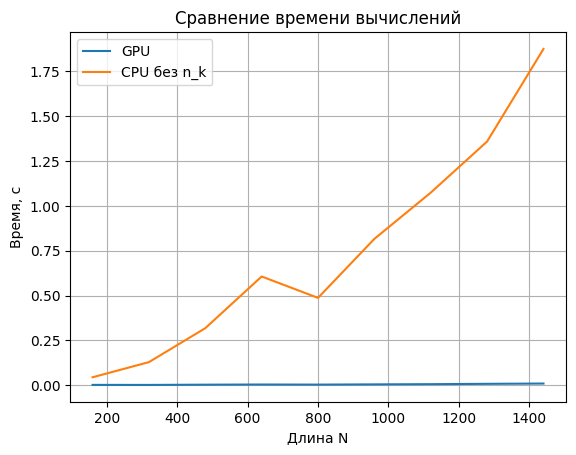 Сравнение времени вычислений
GPU
CPU без n_k
Время, с
1.75
1.50
1.25
1.00
0.75
0.50
0.25
0.00
200 400 600 800 1000 1200 1400
Длина N